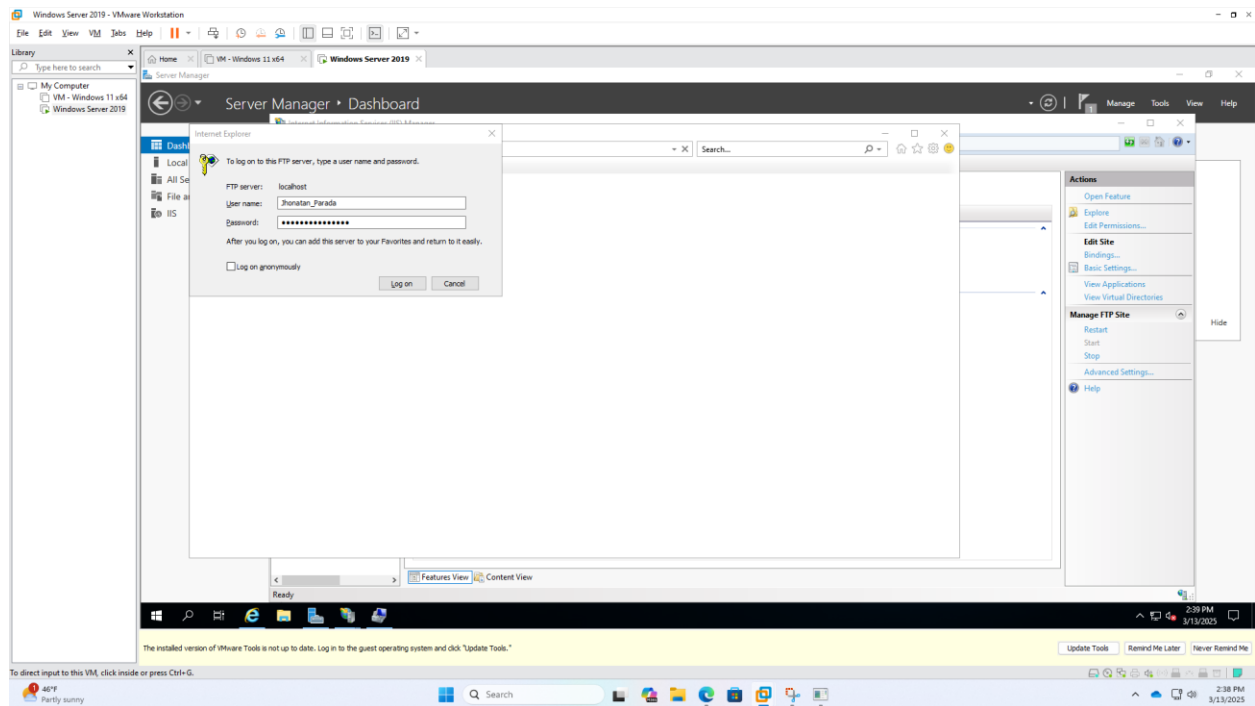 Windows Server 2019 - VMware Workstation
File Edit View VM Tabs Help
Library
Type here to search
My Computer
VM - Windows 11 x64
Windows Server 2019
Home
VM - Windows 11 x64
Windows Server 2019
Server Manager
Server Manager • Dashboard
Manage Tools View Help
1
Internet Information Services (IIS) Manager
Dashl
Local
All Se
File a
IIS
Internet Explorer
To log on to this FTP server, type a user name and password.
FTP server: localhost
User name: Jhonatan_Parada
Password: •••••••••••••••
After you log on, you can add this server to your Favorites and return to it easily.
Log on anonymously
Log on Cancel
Search...
Actions
Open Feature
Explore
Edit Permissions...
Edit Site
Bindings...
Basic Settings...
View Applications
View Virtual Directories
Manage FTP Site
Restart
Start
Stop
Advanced Settings...
Help
Hide
Features View Content View
Ready
2:39 PM
3/13/2025
The installed version of VMware Tools is not up to date. Log in to the guest operating system and click "Update Tools."
Update Tools Remind Me Later Never Remind Me
To direct input to this VM, click inside or press Ctrl+G.
1
46°F
Partly sunny
Search
2:38 PM
3/13/2025